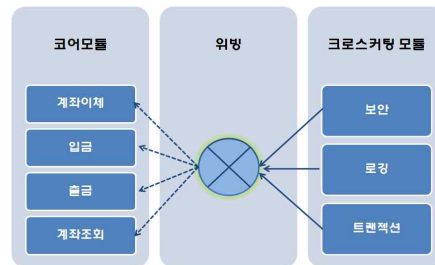 코어모듈
위빙
크로스커팅 모듈
계좌이체
입금
출금
계좌조회
보안
로깅
트랜잭션